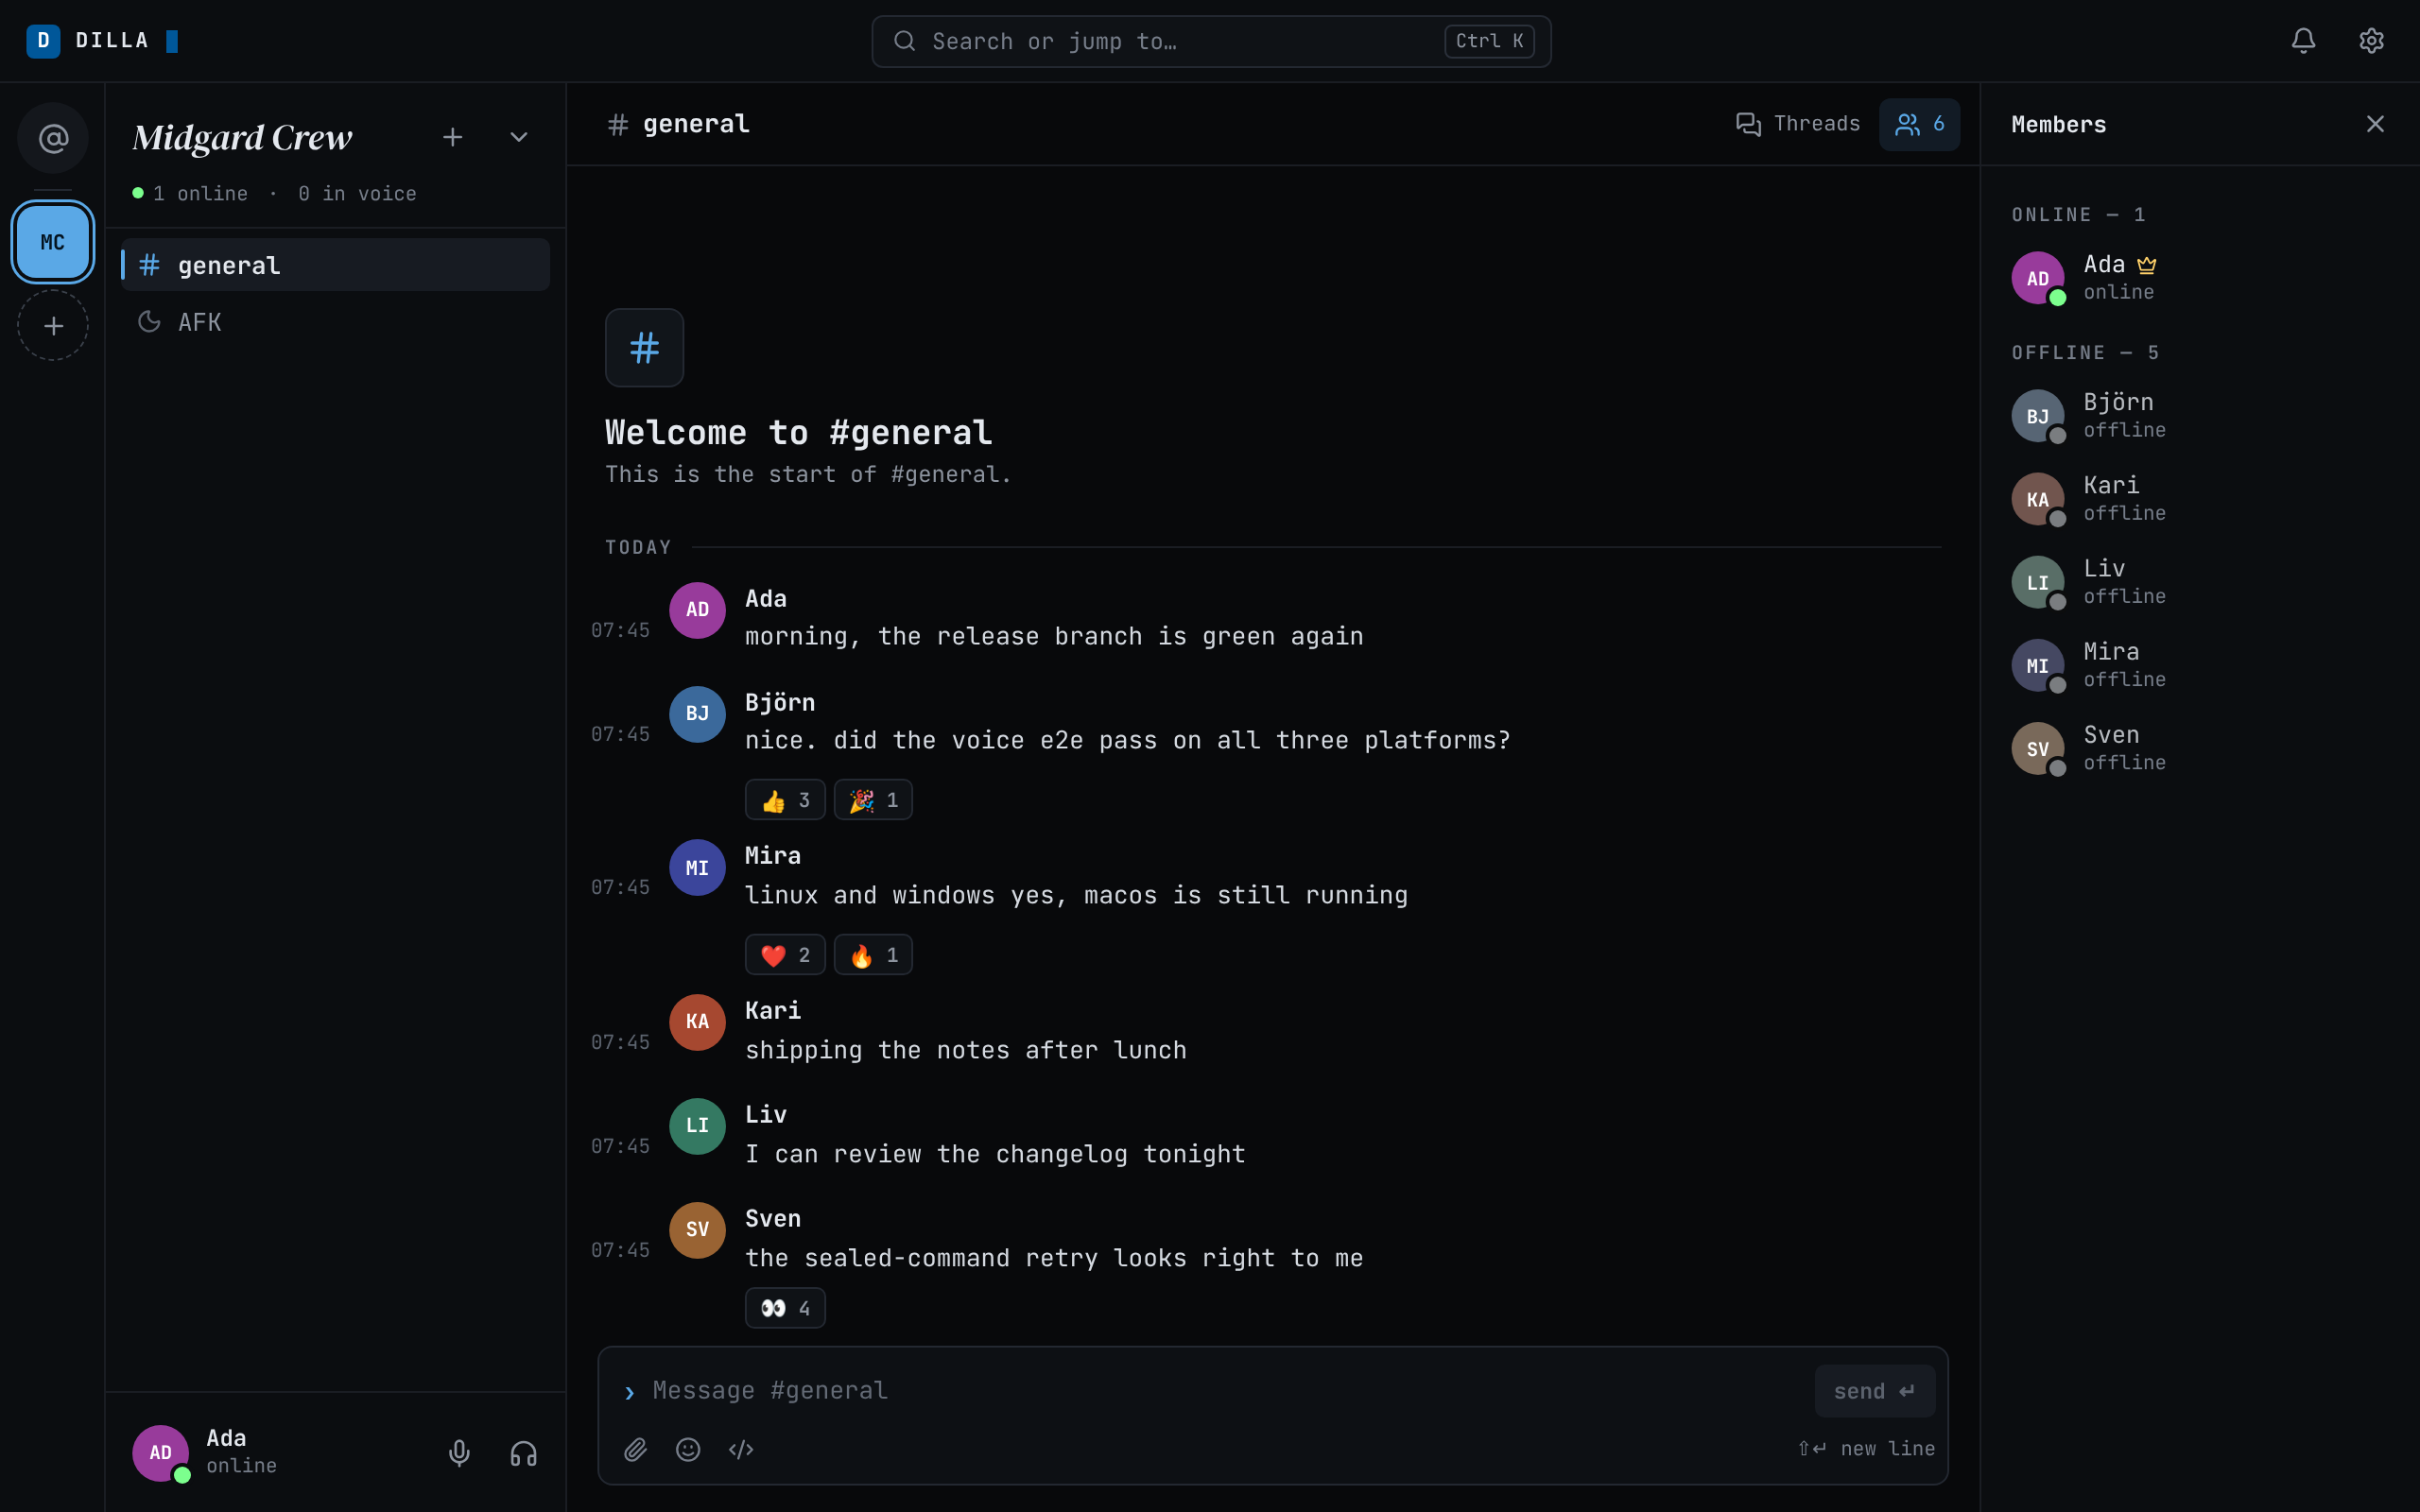 D DILLA
Search or jump to…
Ctrl K
@
MC
Midgard Crew
1 online · 0 in voice
# general
AFK
Ada
AD
online
# general
Threads
6
#
Welcome to #general
This is the start of #general.
TODAY
07:45
AD
Ada
morning, the release branch is green again
07:45
BJ
Björn
nice. did the voice e2e pass on all three platforms?
👍 3
🎉 1
07:45
MI
Mira
linux and windows yes, macos is still running
❤️ 2
🔥 1
07:45
KA
Kari
shipping the notes after lunch
07:45
LI
Liv
I can review the changelog tonight
07:45
SV
Sven
the sealed-command retry looks right to me
👀 4
› Message #general
send ↵
⇧↵ new line
Members
ONLINE — 1
AD
Ada
online
OFFLINE — 5
BJ
Björn
offline
KA
Kari
offline
LI
Liv
offline
MI
Mira
offline
SV
Sven
offline